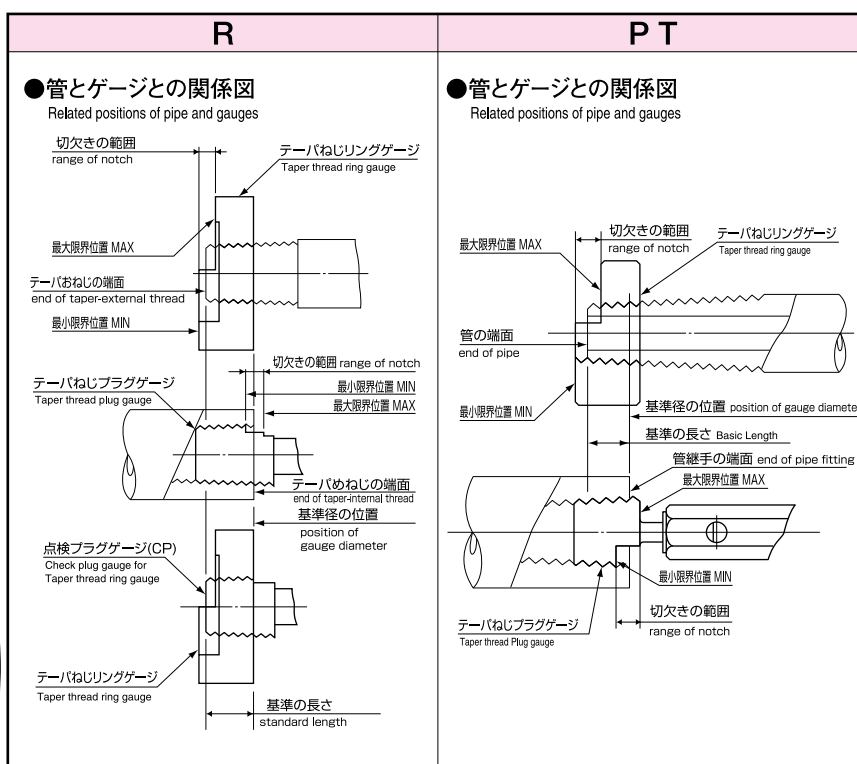 R
●管とゲージとの関係図
Related positions of pipe and gauges
切欠きの範囲
range of notch
テーパねじリングゲージ
Taper thread ring gauge
最大限界位置 MAX
テーパおねじの端面
end of taper-external thread
最小限界位置 MIN
切欠きの範囲 range of notch
テーパねじプラグゲージ
Taper thread plug gauge
最小限界位置 MIN
最大限界位置 MAX
テーパめねじの端面
end of taper-internal thread
基準径の位置
position of
gauge diameter
点検プラグゲージ(CP)
Check plug gauge for
Taper thread ring gauge
テーパねじリングゲージ
Taper thread ring gauge
基準の長さ
standard length
PT
●管とゲージとの関係図
Related positions of pipe and gauges
切欠きの範囲
range of notch
テーパねじリングゲージ
Taper thread ring gauge
最大限界位置 MAX
管の端面
end of pipe
最小限界位置 MIN
基準径の位置 position of gauge diamete
基準の長さ Basic Length
管継手の端面 end of pipe fitting
最大限界位置 MAX
最小限界位置 MIN
テーパねじプラグゲージ
Taper thread Plug gauge
切欠きの範囲
range of notch